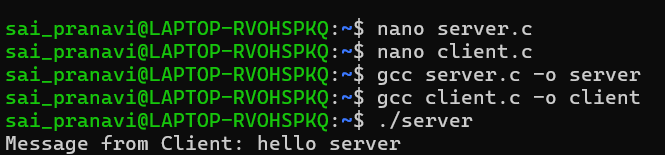 sai_pranavi@LAPTOP-RVOHSPKQ:~$ nano server.c
sai_pranavi@LAPTOP-RVOHSPKQ:~$ nano client.c
sai_pranavi@LAPTOP-RVOHSPKQ:~$ gcc server.c -o server
sai_pranavi@LAPTOP-RVOHSPKQ:~$ gcc client.c -o client
sai_pranavi@LAPTOP-RVOHSPKQ:~$ ./server
Message from Client: hello server